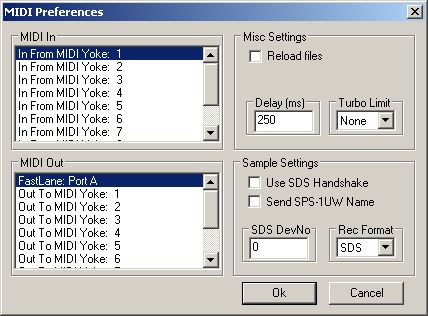 MIDI Preferences
MIDI In
In From MIDI Yoke:  1
In From MIDI Yoke:  2
In From MIDI Yoke:  3
In From MIDI Yoke:  4
In From MIDI Yoke:  5
In From MIDI Yoke:  6
In From MIDI Yoke:  7
Misc Settings
Reload files
Delay (ms)
250
Turbo Limit
None
MIDI Out
FastLane: Port A
Out To MIDI Yoke:  1
Out To MIDI Yoke:  2
Out To MIDI Yoke:  3
Out To MIDI Yoke:  4
Out To MIDI Yoke:  5
Out To MIDI Yoke:  6
Out To MIDI Yoke:  7
Sample Settings
Use SDS Handshake
Send SPS-1UW Name
SDS DevNo
0
Rec Format
SDS
Ok
Cancel